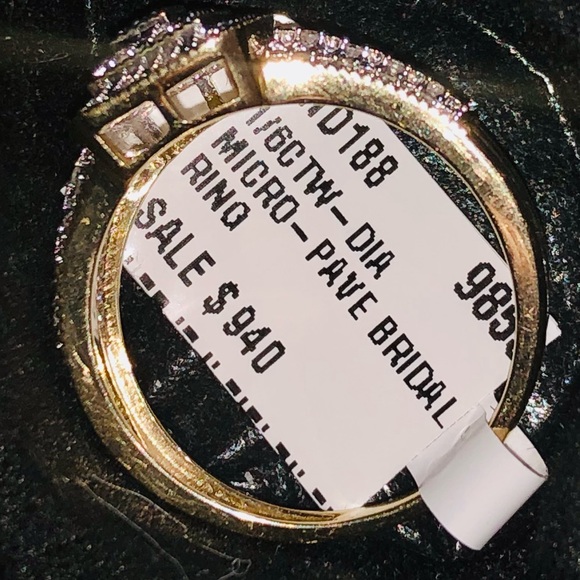 D188
6CTW-DIA
MICRO-PAVE BRIDAL
RING
SALE $940
985